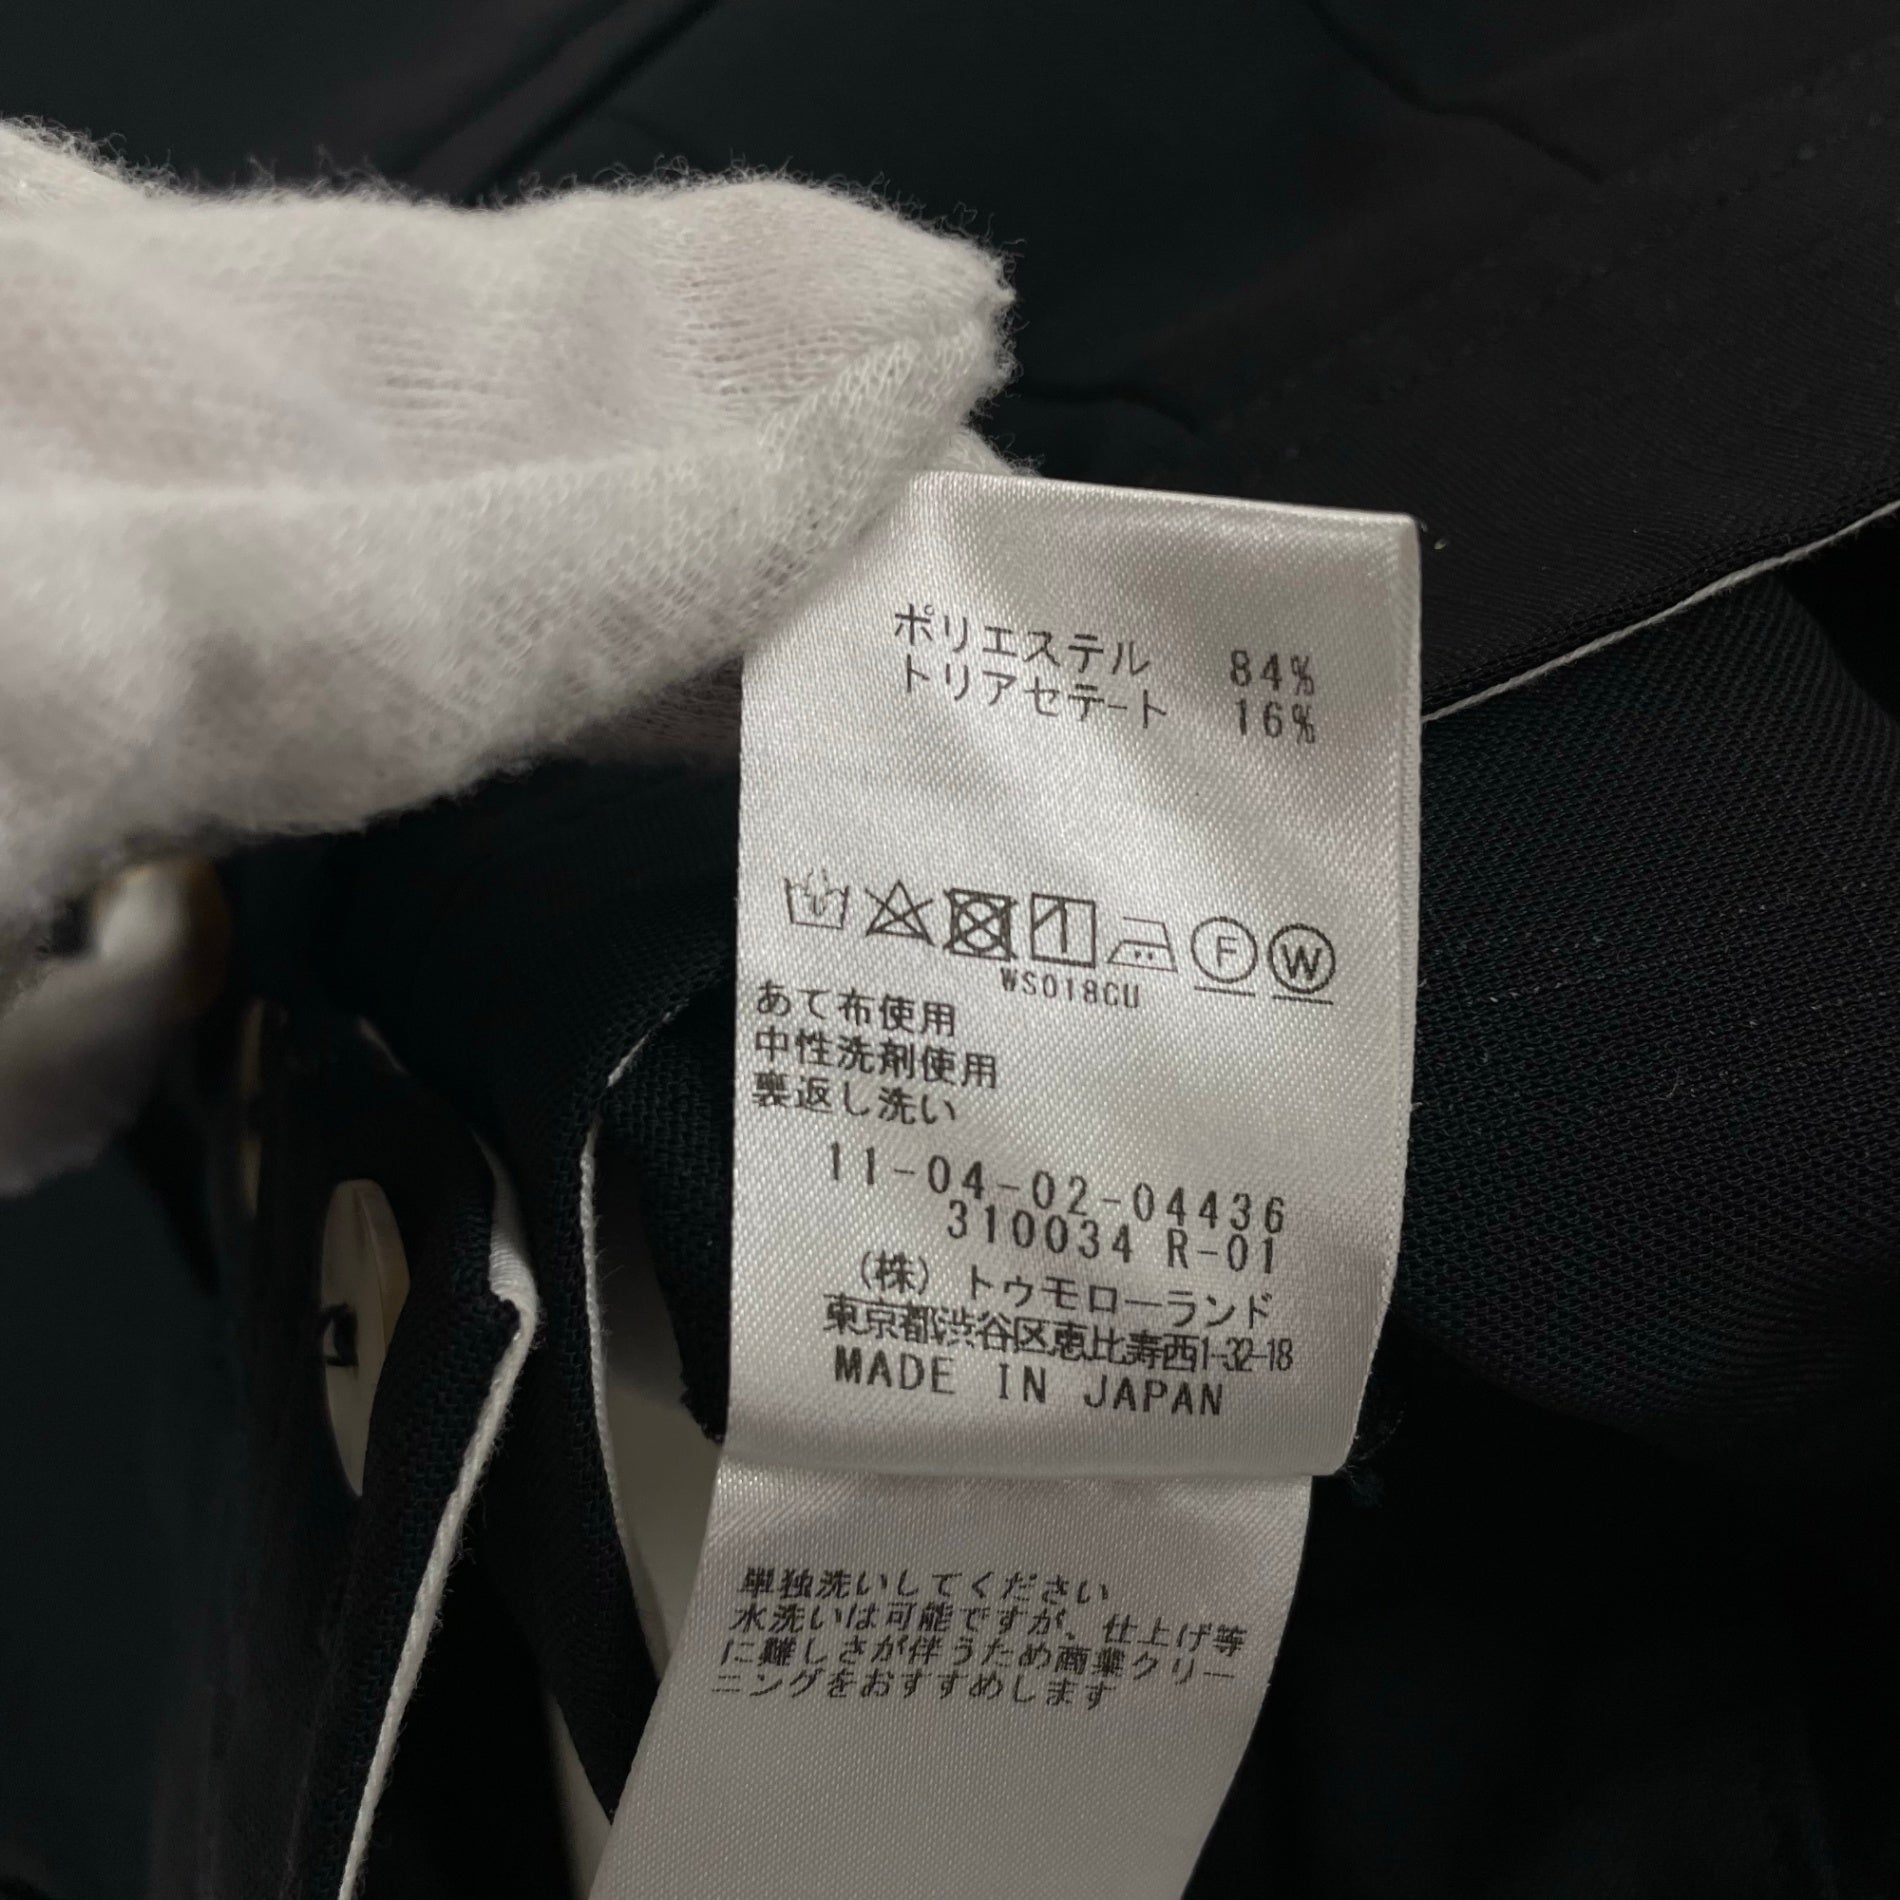 ポリエステル 84%
トリアセテート 16%
F W
WS018CU
あて布使用
中性洗剤使用
裏返し洗い
11-04-02-04436
310034 R-01
(株) トゥモローランド
東京都渋谷区恵比寿西1-32-18
MADE IN JAPAN
単独洗いしてください
水洗いは可能ですが、仕上げ等
に難しさが伴うため商業クリー
ニングをおすすめします